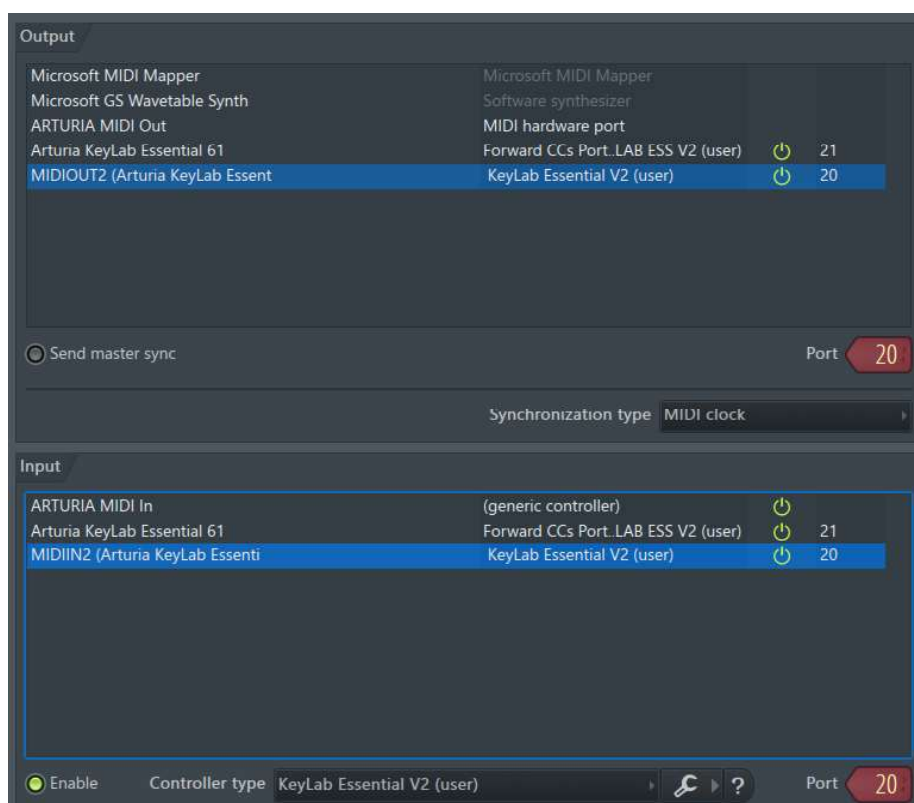 Output
Microsoft MIDI Mapper Microsoft MIDI Mapper
Microsoft GS Wavetable Synth Software synthesizer
ARTURIA MIDI Out MIDI hardware port
Arturia KeyLab Essential 61 Forward CCs Port..LAB ESS V2 (user) 21
MIDIOUT2 (Arturia KeyLab Essent KeyLab Essential V2 (user) 20
Send master sync Port 20
Synchronization type MIDI clock
Input
ARTURIA MIDI In (generic controller)
Arturia KeyLab Essential 61 Forward CCs Port..LAB ESS V2 (user) 21
MIDIIN2 (Arturia KeyLab Essenti KeyLab Essential V2 (user) 20
Enable Controller type KeyLab Essential V2 (user) ? Port 20